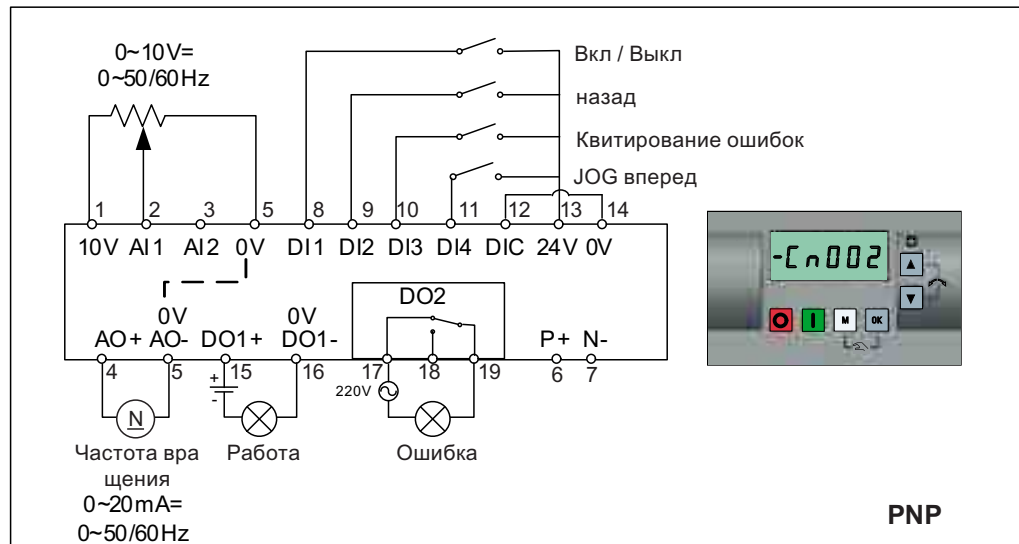 0~10V=
0~50/60Hz
Вкл / Выкл
назад
Квитирование ошибок
JOG вперед
1 2 3 5 8 9 10 11 12 13 14
10V AI1 AI2 0V DI1 DI2 DI3 DI4 DIC 24V 0V
-Cn002
M OK
DO2
0V 0V
AO+ AO- DO1+ DO1- P+ N-
4 5 15 16 17 18 19 6 7
+
-
220V
N
Частота вра
щения
Работа
Ошибка
0~20mA=
0~50/60Hz
PNP